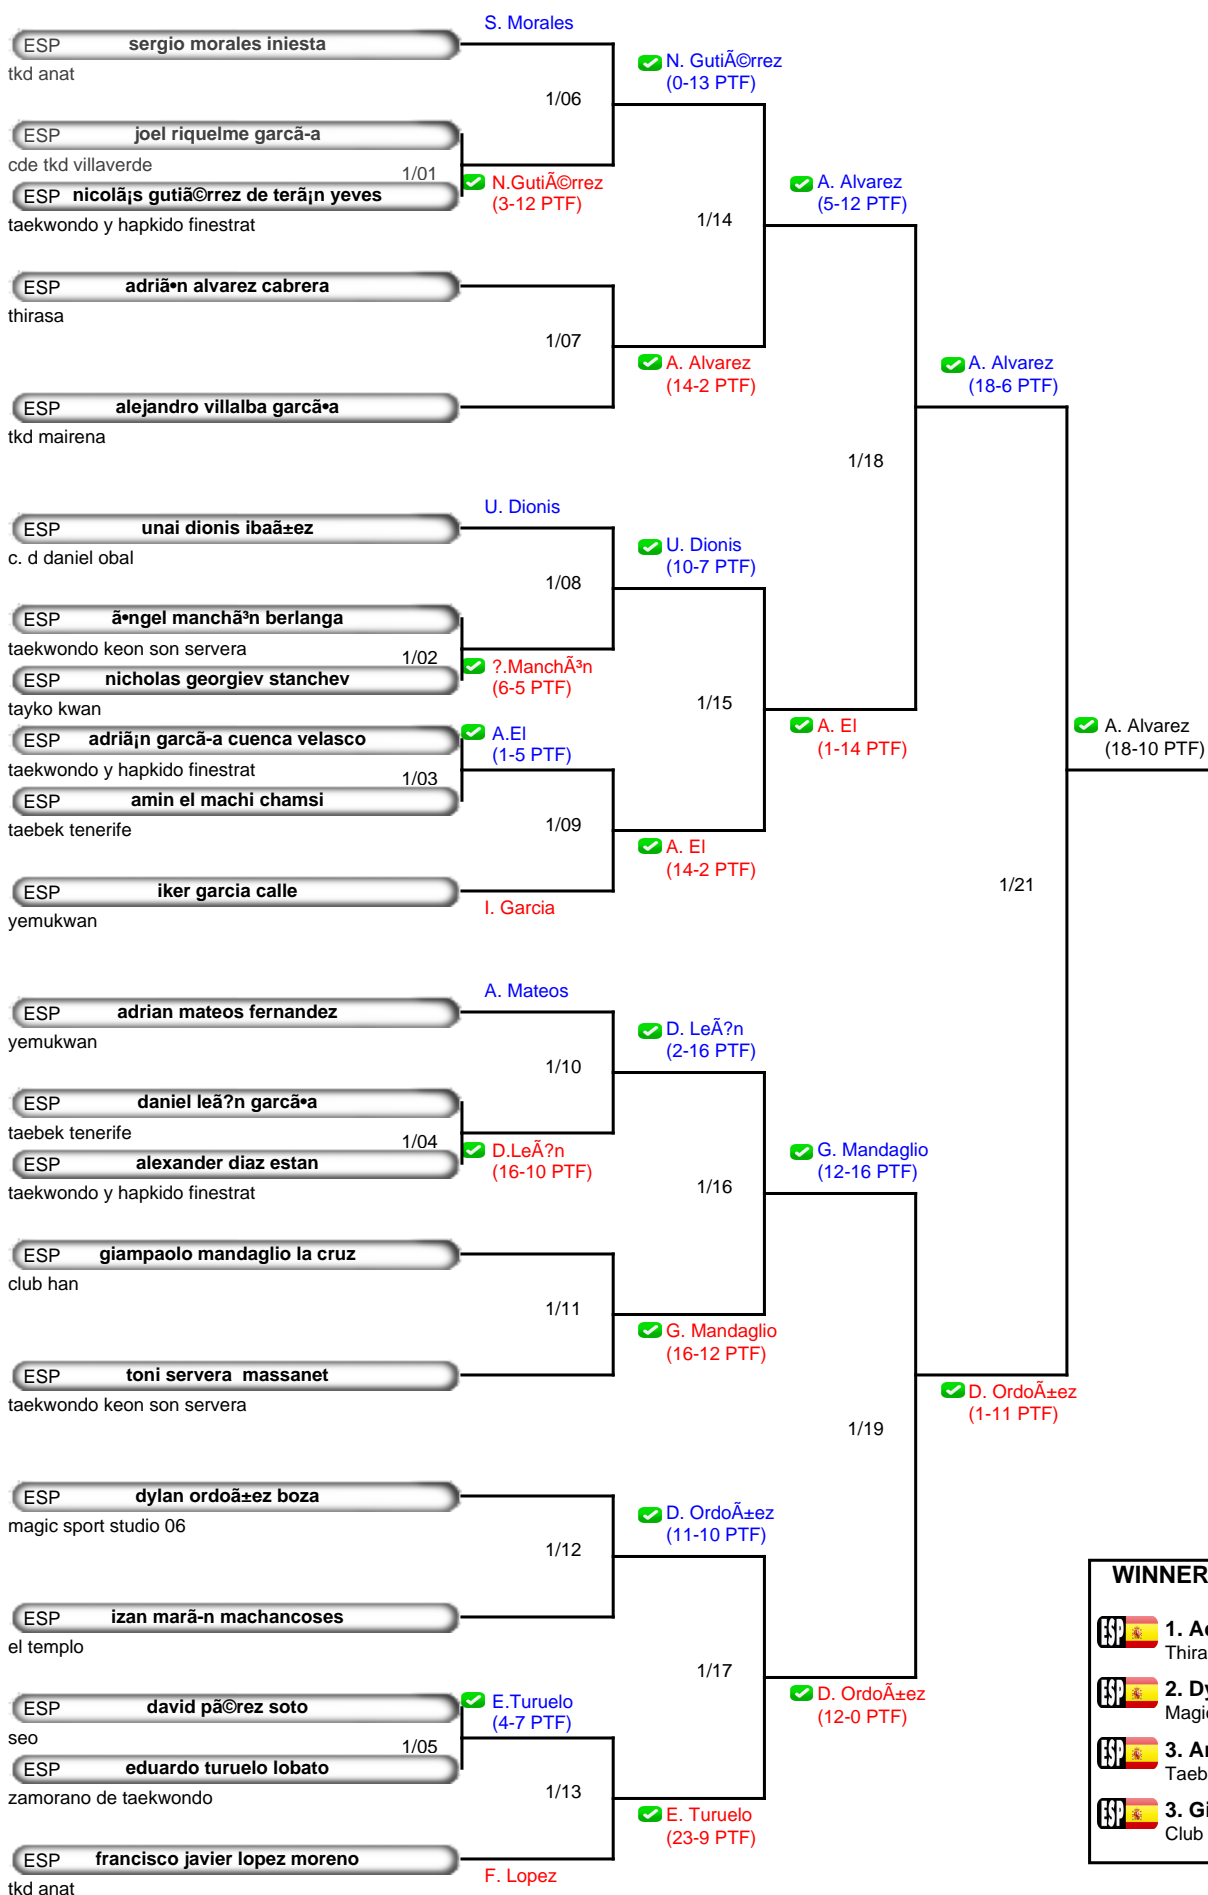 S. Morales
ESP sergio morales iniesta
tkd anat
N. GutiÃ©rrez
(0-13 PTF)
1/06
ESP joel riquelme garcã-a
cde tkd villaverde
1/01
ESP nicolã¡s gutiã©rrez de terã¡n yeves
taekwondo y hapkido finestrat
N.GutiÃ©rrez
(3-12 PTF)
A. Alvarez
(5-12 PTF)
1/14
ESP adriã•n alvarez cabrera
thirasa
1/07
A. Alvarez
(14-2 PTF)
A. Alvarez
(18-6 PTF)
ESP alejandro villalba garcã•a
tkd mairena
1/18
U. Dionis
ESP unai dionis ibaã±ez
c. d daniel obal
U. Dionis
(10-7 PTF)
1/08
ESP ã•ngel manchã³n berlanga
taekwondo keon son servera
1/02
?.ManchÃ³n
(6-5 PTF)
ESP nicholas georgiev stanchev
tayko kwan
1/15
A. El
(1-14 PTF)
A. Alvarez
(18-10 PTF)
ESP adriã¡n garcã-a cuenca velasco
taekwondo y hapkido finestrat
A.El
(1-5 PTF)
1/03
ESP amin el machi chamsi
taebek tenerife
1/09
A. El
(14-2 PTF)
ESP iker garcia calle
yemukwan
I. Garcia
1/21
A. Mateos
ESP adrian mateos fernandez
yemukwan
D. LeÃ?n
(2-16 PTF)
1/10
ESP daniel leã?n garcã•a
taebek tenerife
1/04
D.LeÃ?n
(16-10 PTF)
ESP alexander diaz estan
taekwondo y hapkido finestrat
G. Mandaglio
(12-16 PTF)
1/16
ESP giampaolo mandaglio la cruz
club han
1/11
G. Mandaglio
(16-12 PTF)
ESP toni servera  massanet
taekwondo keon son servera
D. OrdoÃ±ez
(1-11 PTF)
1/19
ESP dylan ordoã±ez boza
magic sport studio 06
D. OrdoÃ±ez
(11-10 PTF)
1/12
ESP izan marã-n machancoses
el templo
1/17
D. OrdoÃ±ez
(12-0 PTF)
ESP david pã©rez soto
seo
E.Turuelo
(4-7 PTF)
1/05
ESP eduardo turuelo lobato
zamorano de taekwondo
1/13
E. Turuelo
(23-9 PTF)
ESP francisco javier lopez moreno
tkd anat
F. Lopez
WINNER
ESP 1. A
Thira
ESP 2. Dy
Magi
ESP 3. A
Taeb
ESP 3. Gi
Club